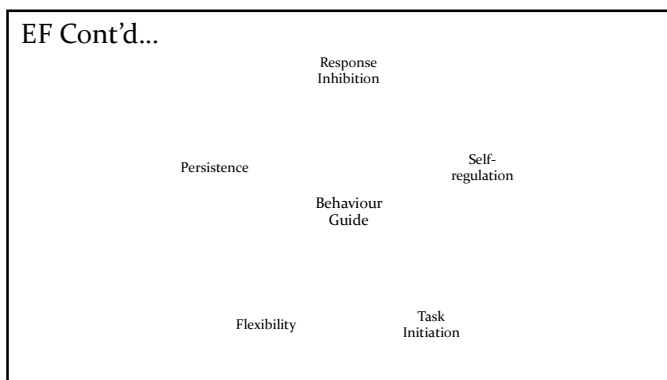 EF Cont’d...
Response
Inhibition
Persistence
Self-
regulation
Behaviour
Guide
Flexibility
Task
Initiation